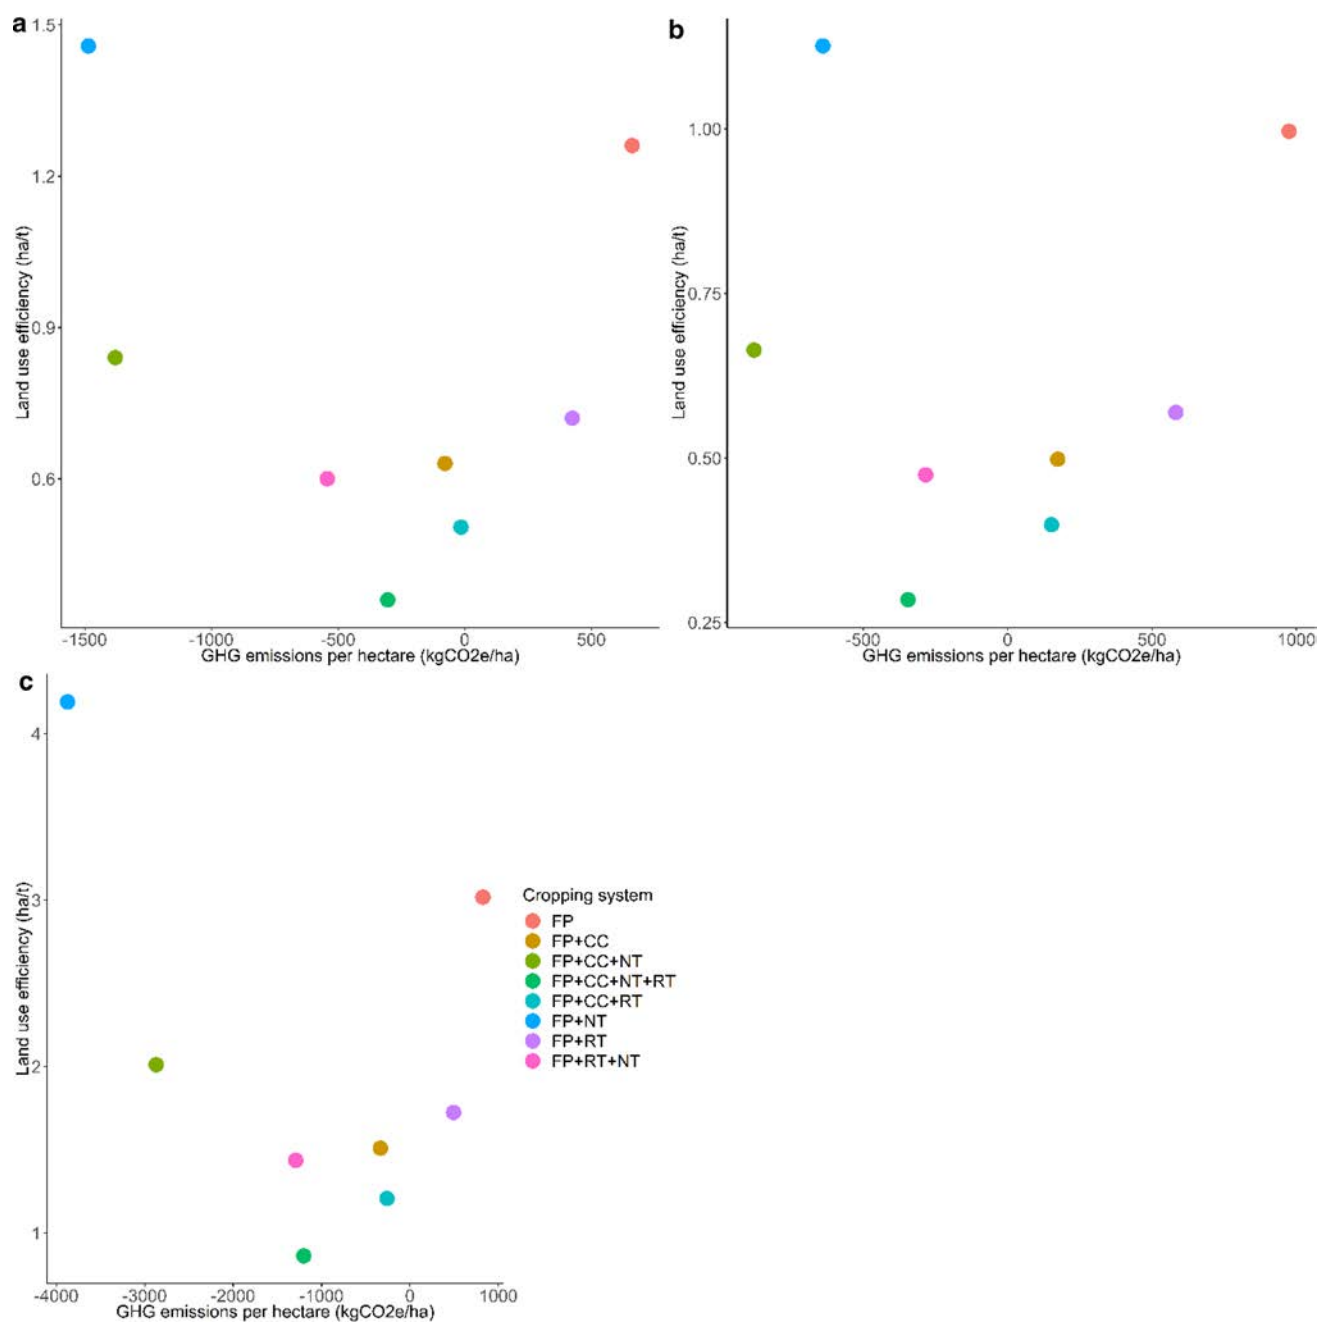 a
1.5
1.2
0.9
0.6
Land use efficiency (ha/t)
-1500
-1000
-500
0
500
GHG emissions per hectare (kgCO2e/ha)
b
1.00
0.75
0.50
0.25
Land use efficiency (ha/t)
-500
0
500
1000
GHG emissions per hectare (kgCO2e/ha)
c
4
3
2
1
Land use efficiency (ha/t)
-4000
-3000
-2000
-1000
0
1000
GHG emissions per hectare (kgCO2e/ha)
Cropping system
FP
FP+CC
FP+CC+NT
FP+CC+NT+RT
FP+CC+RT
FP+NT
FP+RT
FP+RT+NT